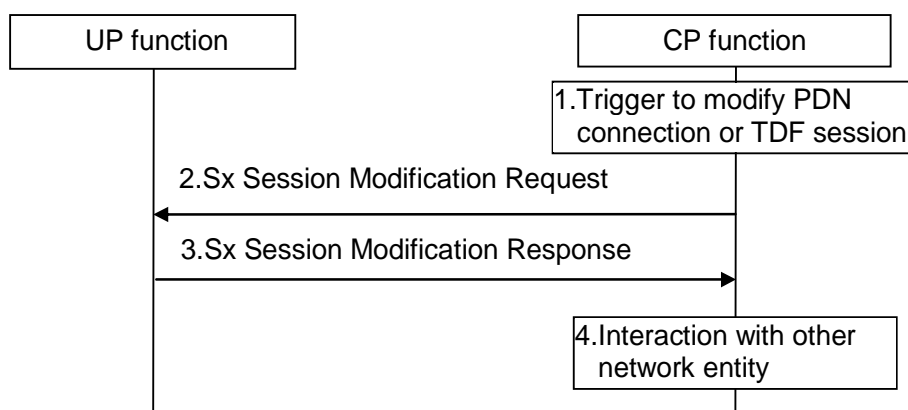 UP function
CP function
1.Trigger to modify PDN
connection or TDF session
2.Sx Session Modification Request
3.Sx Session Modification Response
4.Interaction with other
network entity